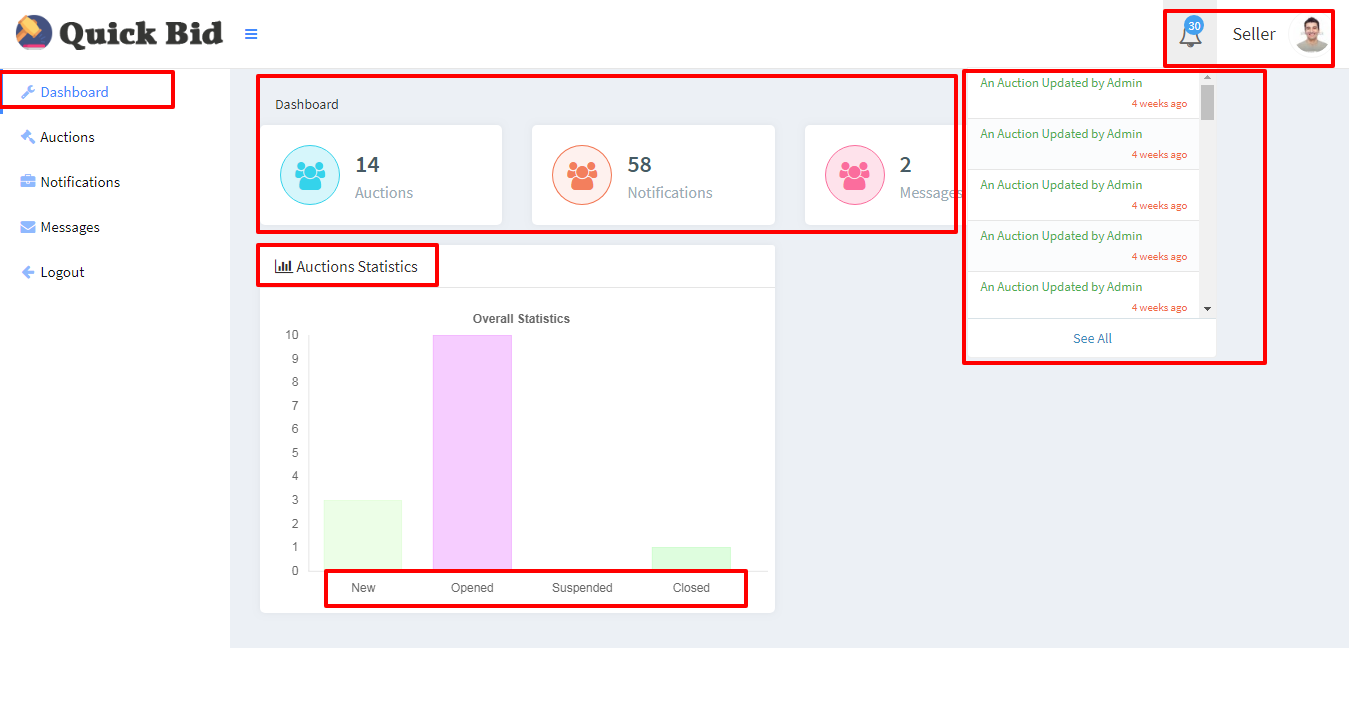 Quick Bid
30
Seller
Dashboard
Auctions
Notifications
Messages
Logout
Dashboard
14
Auctions
58
Notifications
2
Messages
An Auction Updated by Admin
4 weeks ago
An Auction Updated by Admin
4 weeks ago
An Auction Updated by Admin
4 weeks ago
An Auction Updated by Admin
4 weeks ago
An Auction Updated by Admin
4 weeks ago
See All
Auctions Statistics
Overall Statistics
10
9
8
7
6
5
4
3
2
1
0
New Opened Suspended Closed